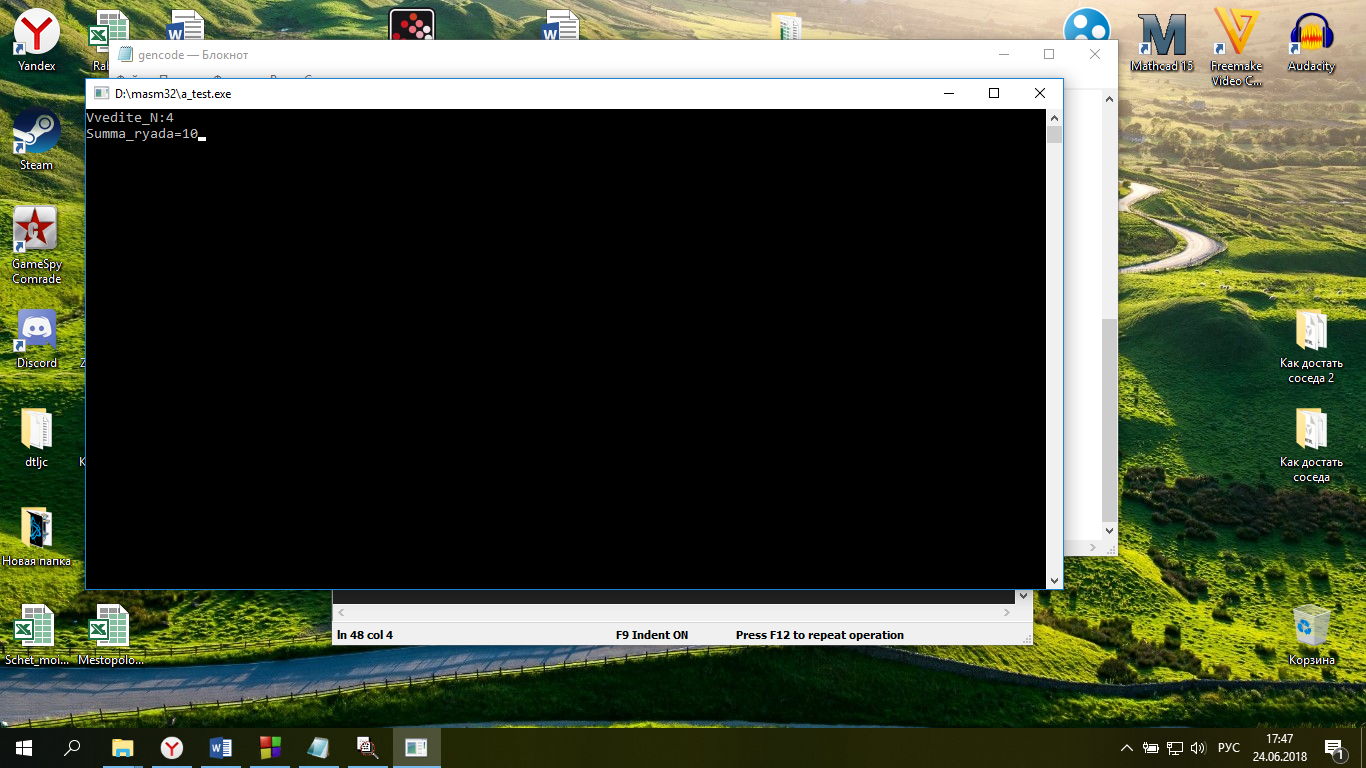 Yandex
gencode — Блокнот
D:\masm32\a_test.exe
Vvedite_N:4
Summa_ryada=10
Mathcad 15
Freemake
Video C...
Audacity
Steam
GameSpy
Comrade
Discord
Как достать
соседа 2
dtljc
Как достать
соседа
Новая папка
Schet_moi...
Mestopolo...
ln 48 col 4
F9 Indent ON
Press F12 to repeat operation
Корзина
РУС
17:47
24.06.2018
1